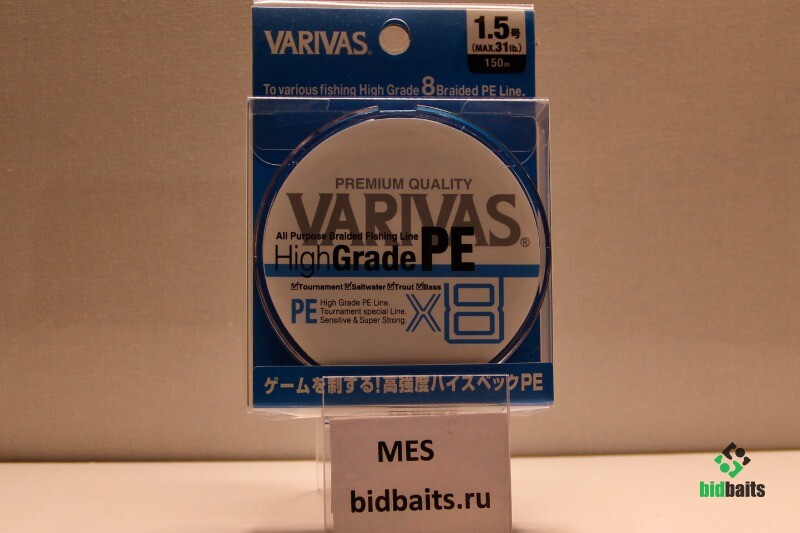 VARIVAS®
1.5号
(MAX.31lb.)
150m
To various fishing High Grade 8 Braided PE Line.
PREMIUM QUALITY
VARIVAS®
All Purpose Braided Fishing Line
HighGrade PE
Tournament Saltwater Trout Bass
PE
High Grade PE Line.
Tournament special Line.
Sensitive & Super Strong.
X8
ゲームを制する!高強度ハイスペックPE
MES
bidbaits.ru
bidbaits